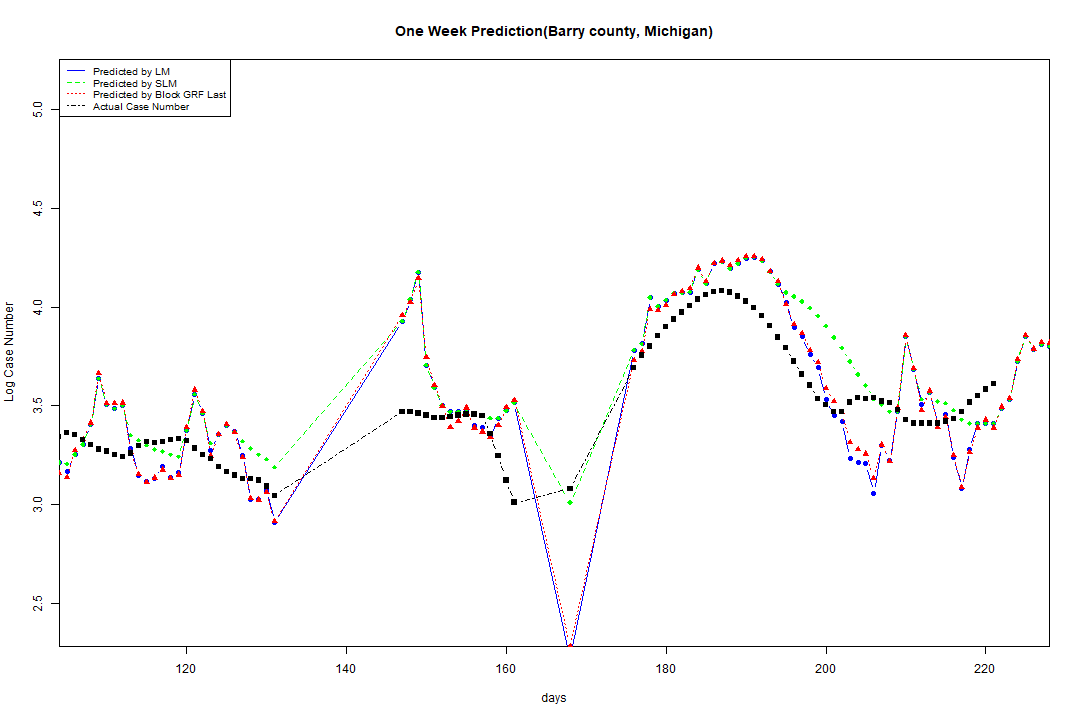 One Week Prediction(Barry county, Michigan)
Predicted by LM
Predicted by SLM
Predicted by Block GRF Last
Actual Case Number
5.0
4.5
4.0
3.5
3.0
2.5
Log Case Number
120 140 160 180 200 220
days